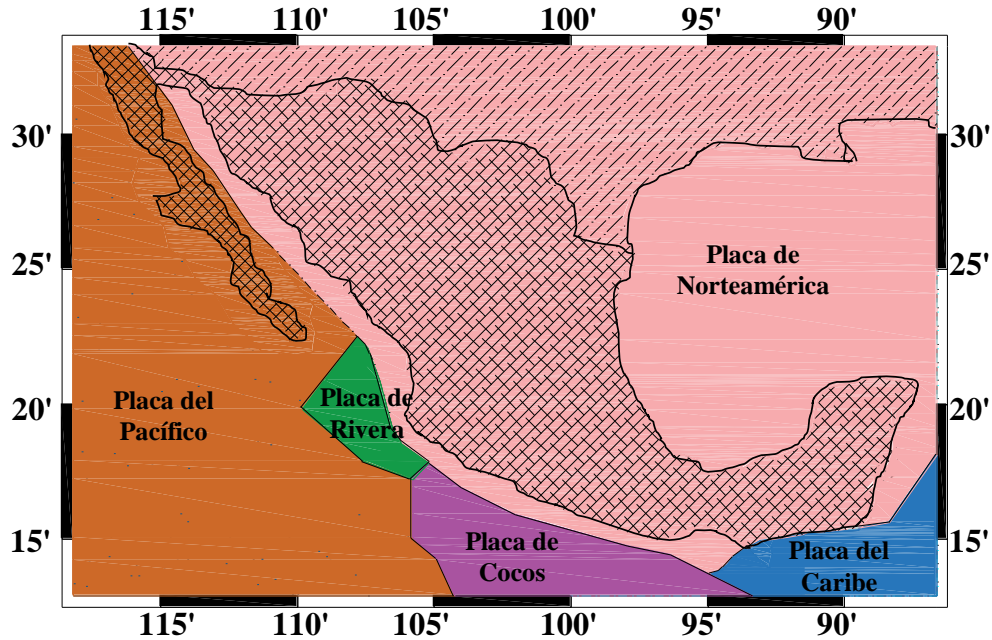 115' 110' 105' 100' 95' 90'
30' 30'
25' 25'
20' 20'
15' 15'
Placa de
Norteamérica
Placa del
Pacífico
Placa de
Rivera
Placa de
Cocos
Placa del
Caribe
115' 110' 105' 100' 95' 90'